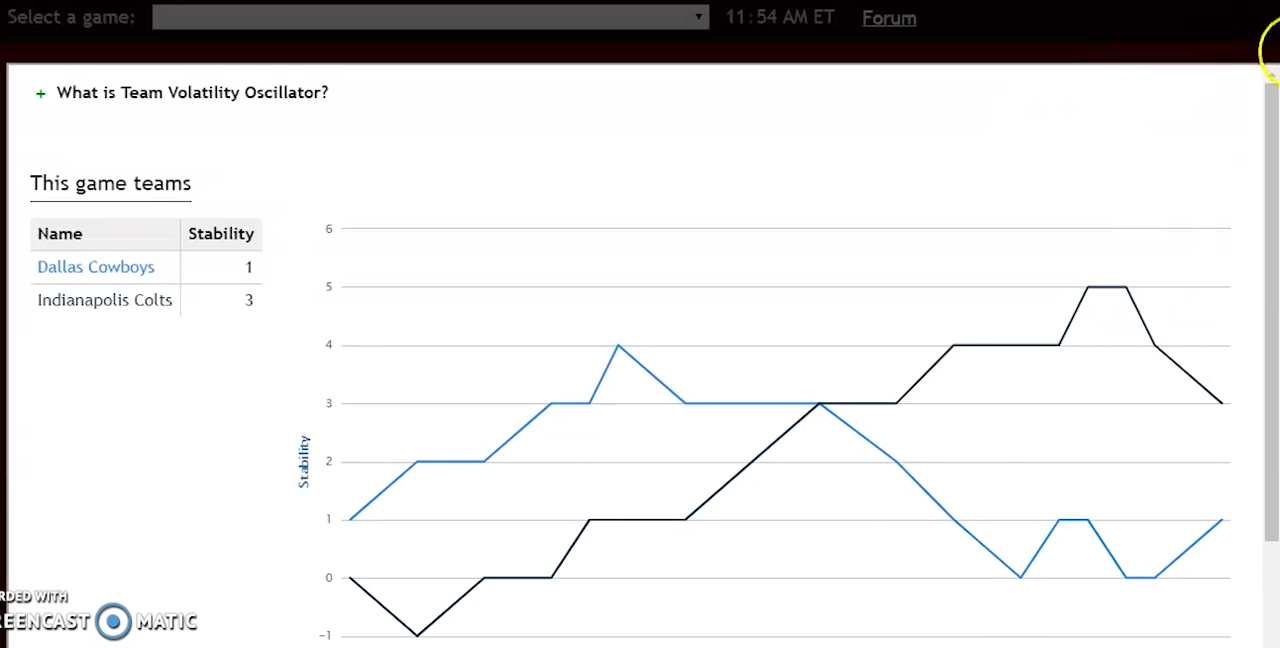 Select a game: 11:54 AM ET Forum
+ What is Team Volatility Oscillator?
This game teams
Name Stability
Dallas Cowboys 1
Indianapolis Colts 3
6
5
4
3
2
1
0
-1
Stability
RDED WITH
REENCAST MATIC